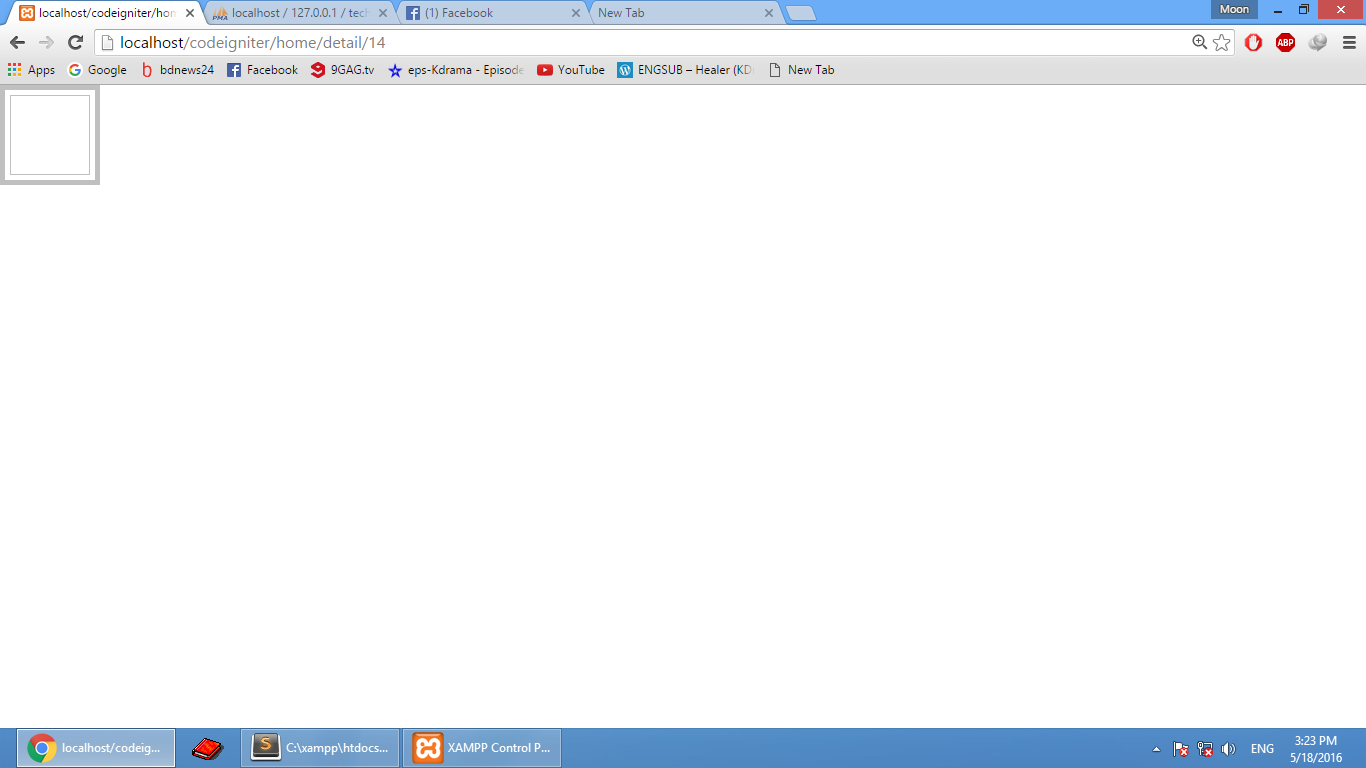 localhost/codeigniter/hom
localhost / 127.0.0.1 / tech
(1) Facebook
New Tab
Moon
localhost/codeigniter/home/detail/14
ABP
Apps
Google
bdnews24
Facebook
9GAG.tv
eps-Kdrama - Episode
YouTube
ENGSUB – Healer (KD
New Tab
localhost/codeig...
C:\xampp\htdocs...
XAMPP Control P...
ENG
3:23 PM
5/18/2016